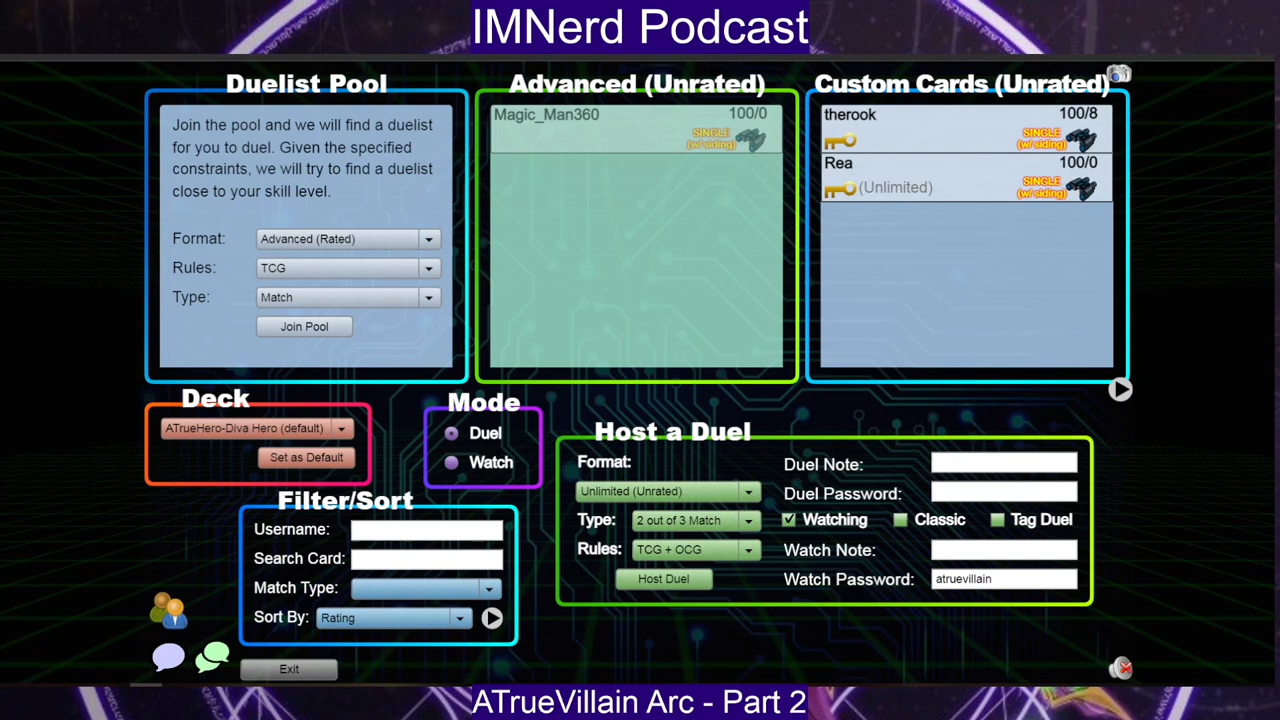 IMNerd Podcast
Duelist Pool
Join the pool and we will find a duelist
for you to duel. Given the specified
constraints, we will try to find a duelist
close to your skill level.
Format: Advanced (Rated)
Rules: TCG
Type: Match
Join Pool
Advanced (Unrated)
Magic_Man360 100/0
SINGLE
(w/ siding)
Custom Cards (Unrated)
therook 100/8
SINGLE
(w/ siding)
Rea 100/0
(Unlimited) SINGLE
(w/ siding)
Deck
ATrueHero-Diva Hero (default)
Set as Default
Mode
Duel
Watch
Filter/Sort
Username:
Search Card:
Match Type:
Sort By: Rating
Exit
Host a Duel
Format:
Unlimited (Unrated)
Type: 2 out of 3 Match
Rules: TCG + OCG
Host Duel
Duel Note:
Duel Password:
Watching Classic Tag Duel
Watch Note:
Watch Password: atruevillain
ATrueVillain Arc - Part 2